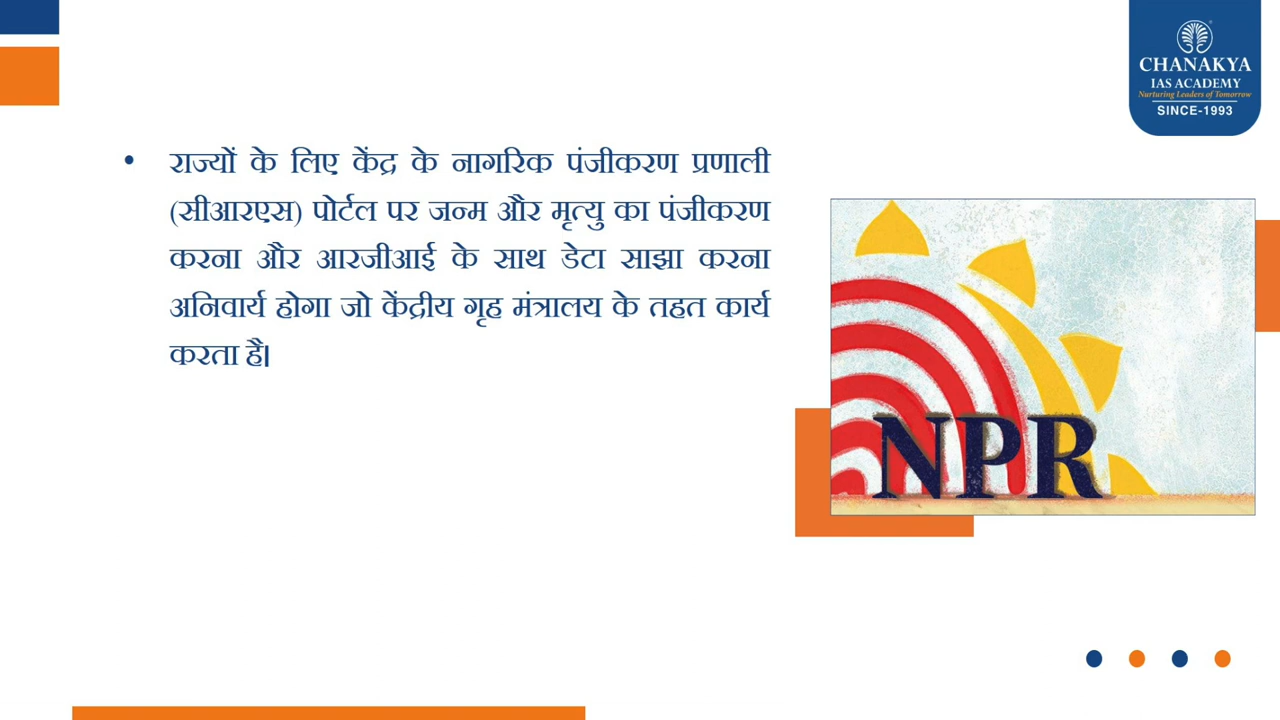 CHANAKYA
IAS ACADEMY
Nurturing Leaders of Tomorrow
SINCE-1993
• राज्यों के लिए केंद्र के नागरिक पंजीकरण प्रणाली
(सीआरएस) पोर्टल पर जन्म और मृत्यु का पंजीकरण
करना और आरजीआई के साथ डेटा साझा करना
अनिवार्य होगा जो केंद्रीय गृह मंत्रालय के तहत कार्य
करता है।
NPR